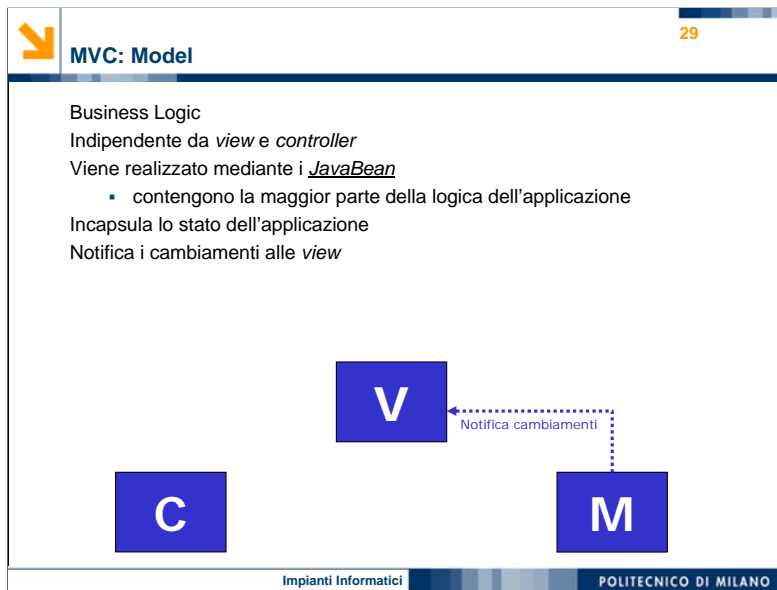 29
MVC: Model
Business Logic
Indipendente da view e controller
Viene realizzato mediante i JavaBean
▪ contengono la maggior parte della logica dell'applicazione
Incapsula lo stato dell'applicazione
Notifica i cambiamenti alle view
V
Notifica cambiamenti
C
M
Impianti Informatici
POLITECNICO DI MILANO